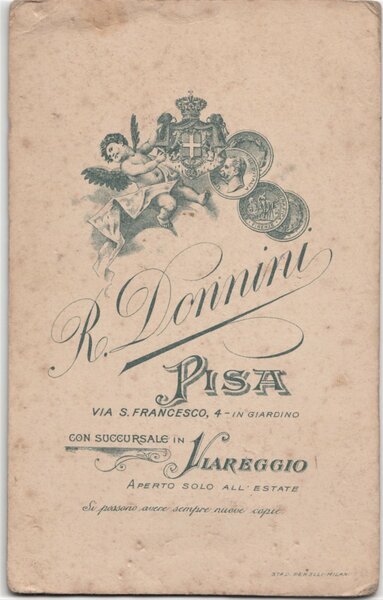 R. Donnini
PISA
VIA S. FRANCESCO, 4 - IN GIARDINO
CON SUCCURSALE IN VIAREGGIO
APERTO SOLO ALL'ESTATE
Si possono avere sempre nuove copie